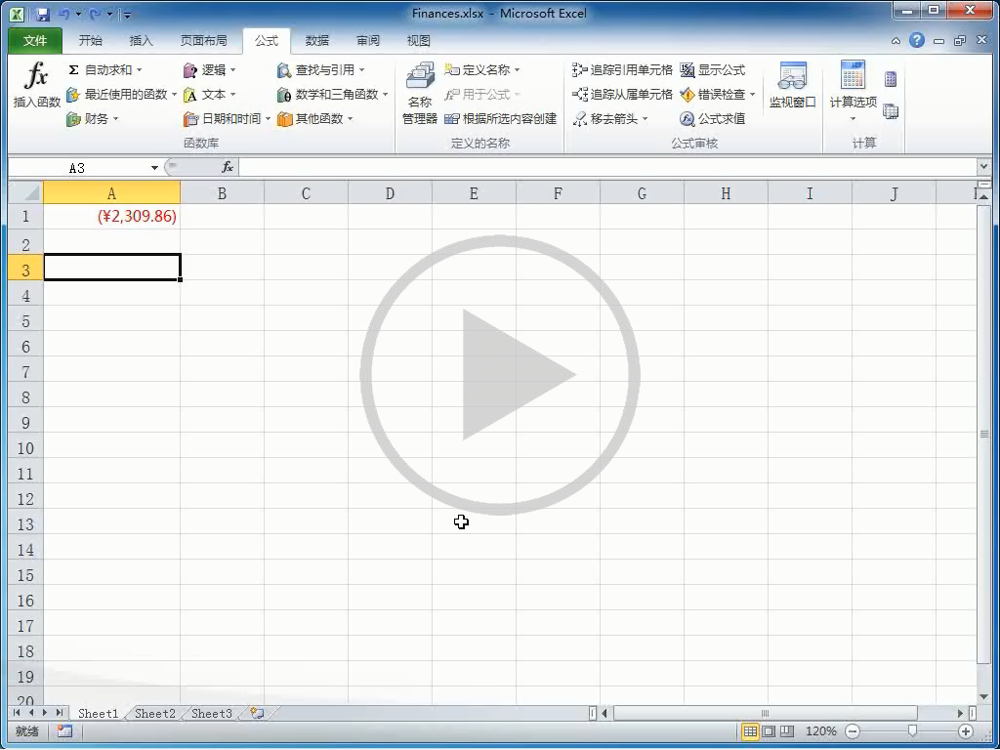 Finances.xlsx - Microsoft Excel
文件 开始 插入 页面布局 公式 数据 审阅 视图
fx 插入函数
Σ 自动求和
最近使用的函数
财务
逻辑
文本
日期和时间
查找与引用
数学和三角函数
其他函数
函数库
名称
管理器
定义名称
用于公式
根据所选内容创建
定义的名称
追踪引用单元格
追踪从属单元格
移去箭头
显示公式
错误检查
公式求值
公式审核
监视窗口
计算选项
计算
A3 fx
A B C D E F G H I J
1 (¥2,309.86)
2
3
4
5
6
7
8
9
10
11
12
13
14
15
16
17
18
19
20
Sheet1 Sheet2 Sheet3
就绪 120%